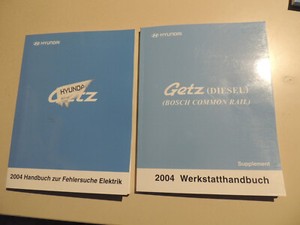 HYUNDAI
HYUNDAI
Getz
2004 Handbuch zur Fehlersuche Elektrik
HYUNDAI
Getz (DIESEL)
(BOSCH COMMON RAIL)
Supplement
2004 Werkstatthandbuch